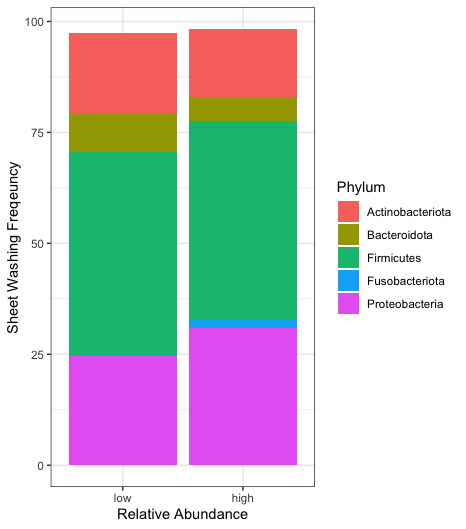 100
75
50
25
0
Sheet Washing Freqeuncy
low high
Relative Abundance
Phylum
Actinobacteriota
Bacteroidota
Firmicutes
Fusobacteriota
Proteobacteria